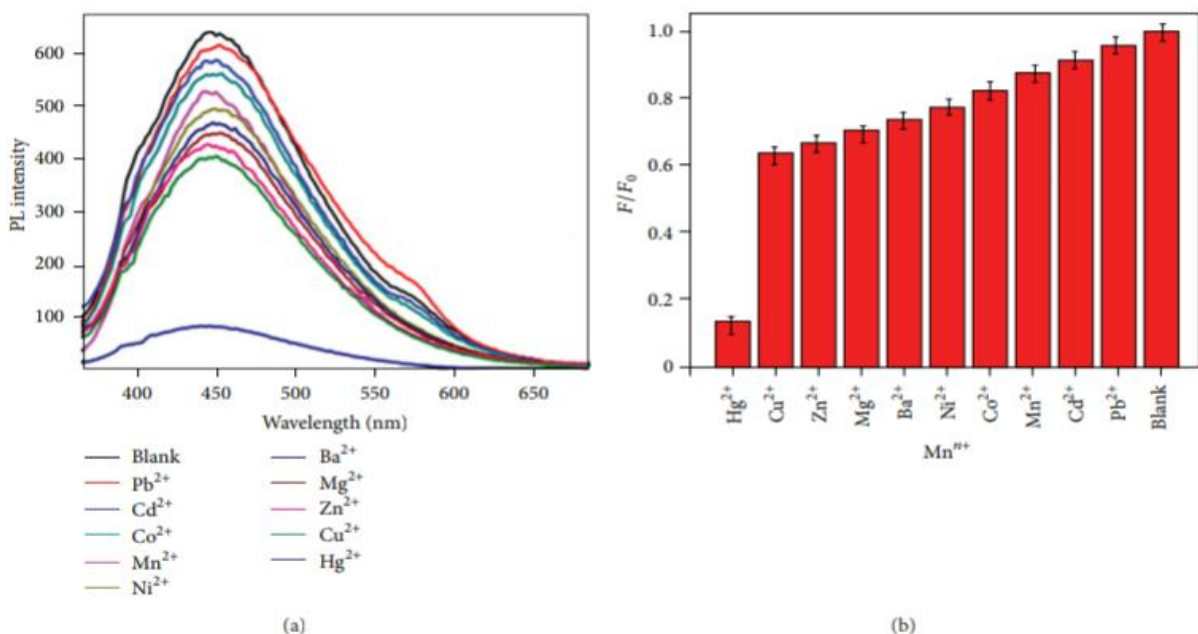 600
500
400
300
200
100
PL intensity
400
450
500
550
600
650
Wavelength (nm)
Blank
Pb2+
Cd2+
Co2+
Mn2+
Ni2+
Ba2+
Mg2+
Zn2+
Cu2+
Hg2+
(a)
1.0
0.8
0.6
0.4
0.2
0
F/F0
Hg2+
Cu2+
Zn2+
Mg2+
Ba2+
Ni2+
Co2+
Mn2+
Cd2+
Pb2+
Blank
Mnn+
(b)